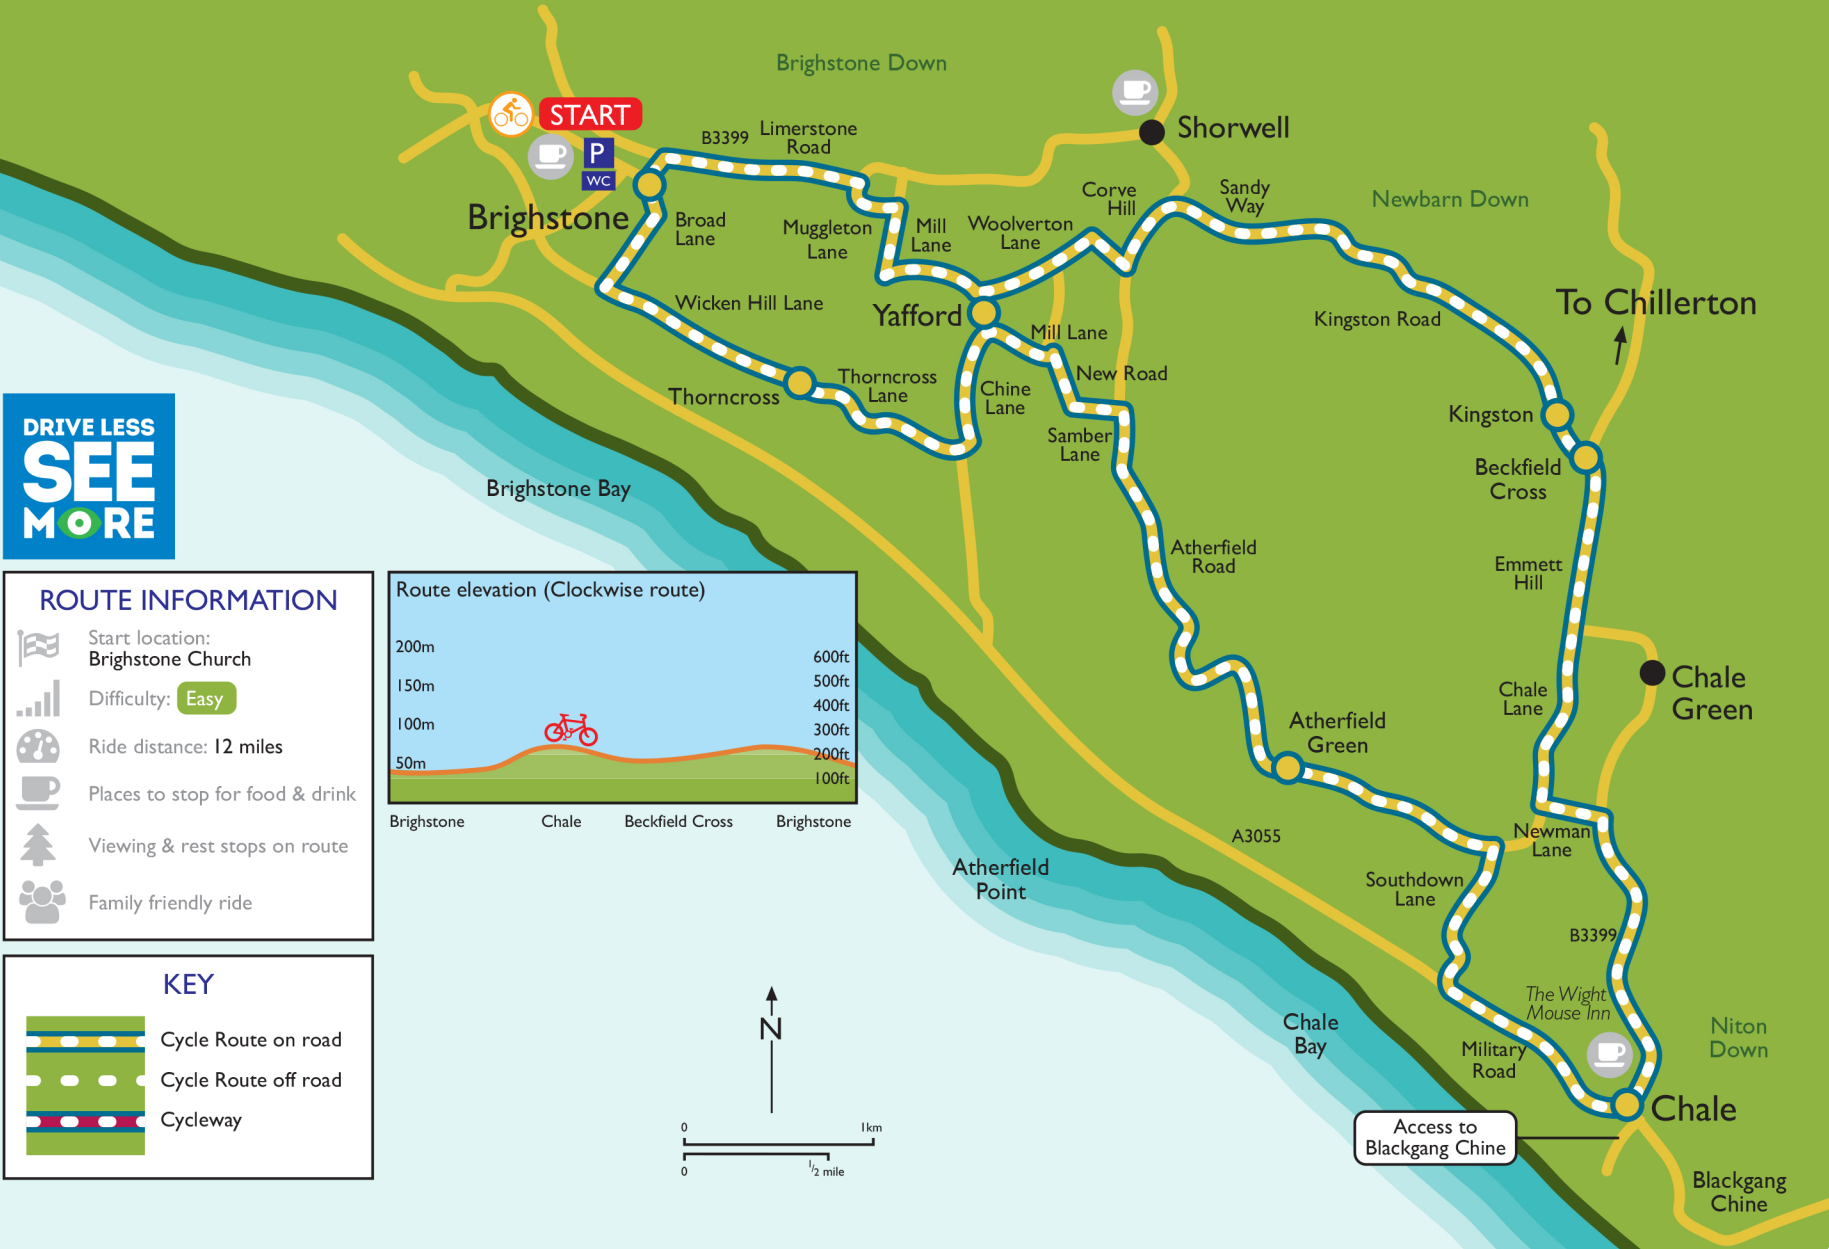 Brighstone Down
START
P
WC
Brighstone
B3399
Limerstone
Road
Shorwell
Broad
Lane
Muggleton
Lane
Mill
Lane
Woolverton
Lane
Corve
Hill
Sandy
Way
Newbarn Down
Wicken Hill Lane
Yafford
Mill Lane
Kingston Road
To Chillerton
Thorncross
Thorncross
Lane
Chine
Lane
New Road
Samber
Lane
Kingston
Beckfield
Cross
DRIVE LESS
SEE
MORE
Brighstone Bay
Atherfield
Road
Emmett
Hill
Chale
Lane
Chale
Green
Atherfield
Green
A3055
Newman
Lane
Southdown
Lane
B3399
The Wight
Mouse Inn
Niton
Down
Military
Road
Chale
Access to
Blackgang Chine
Blackgang
Chine
Atherfield
Point
Chale
Bay
ROUTE INFORMATION
Start location:
Brighstone Church
Difficulty: Easy
Ride distance: 12 miles
Places to stop for food & drink
Viewing & rest stops on route
Family friendly ride
Route elevation (Clockwise route)
200m
150m
100m
50m
600ft
500ft
400ft
300ft
200ft
100ft
Brighstone Chale Beckfield Cross Brighstone
KEY
Cycle Route on road
Cycle Route off road
Cycleway
N
0 1km
0 1/2 mile